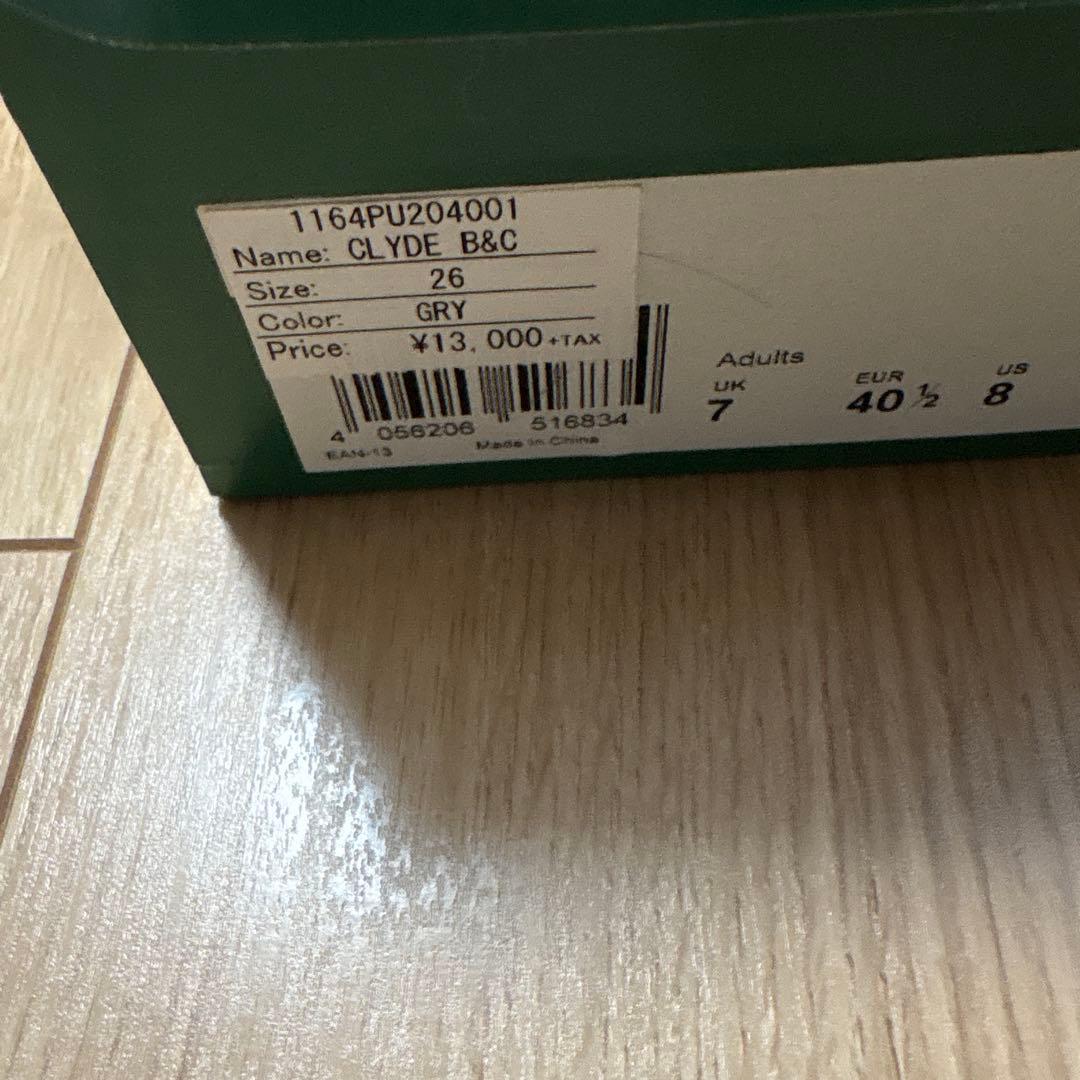 1164PU204001
Name: CLYDE B&C
Size: 26
Color: GRY
Price: ¥13,000+TAX
4 056206 516834
EAN-13 Made in China
Adults
UK EUR US
7 40 ½ 8